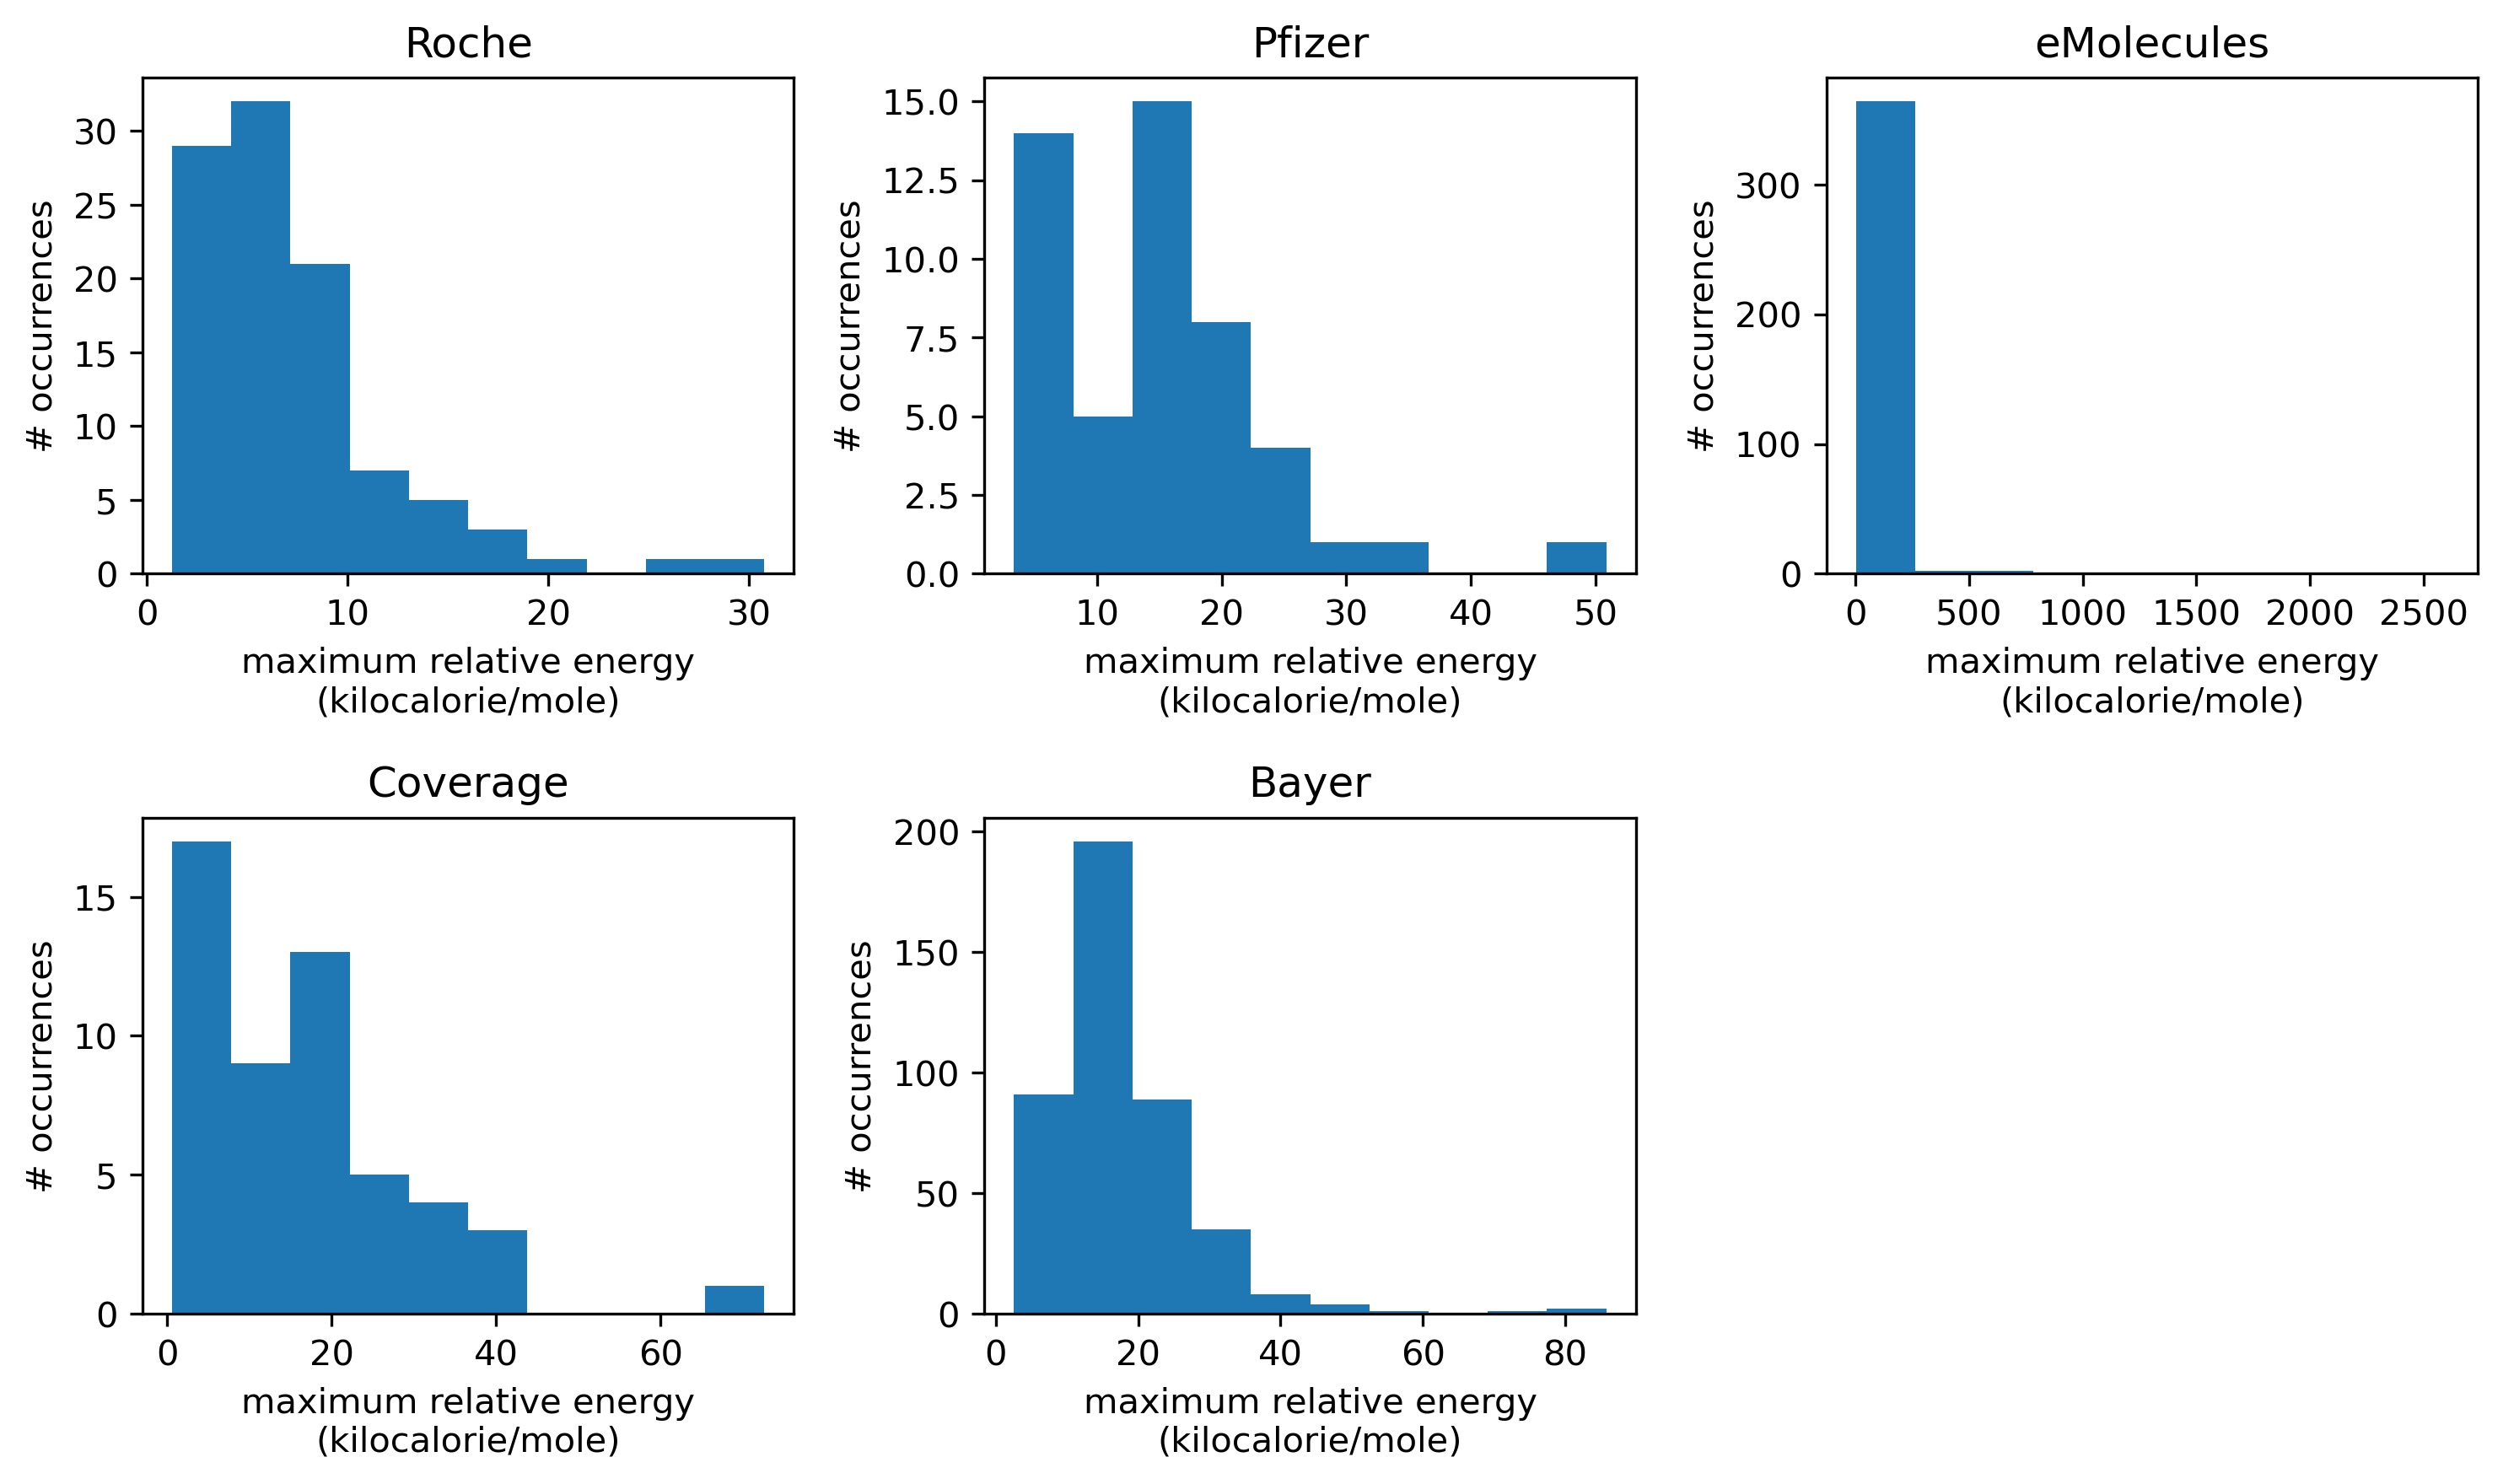 Roche
30
25
20
15
10
5
0
# occurrences
0 10 20 30
maximum relative energy
(kilocalorie/mole)
Pfizer
15.0
12.5
10.0
7.5
5.0
2.5
0.0
# occurrences
10 20 30 40 50
maximum relative energy
(kilocalorie/mole)
eMolecules
300
200
100
0
# occurrences
0 500 1000 1500 2000 2500
maximum relative energy
(kilocalorie/mole)
Coverage
15
10
5
0
# occurrences
0 20 40 60
maximum relative energy
(kilocalorie/mole)
Bayer
200
150
100
50
0
# occurrences
0 20 40 60 80
maximum relative energy
(kilocalorie/mole)